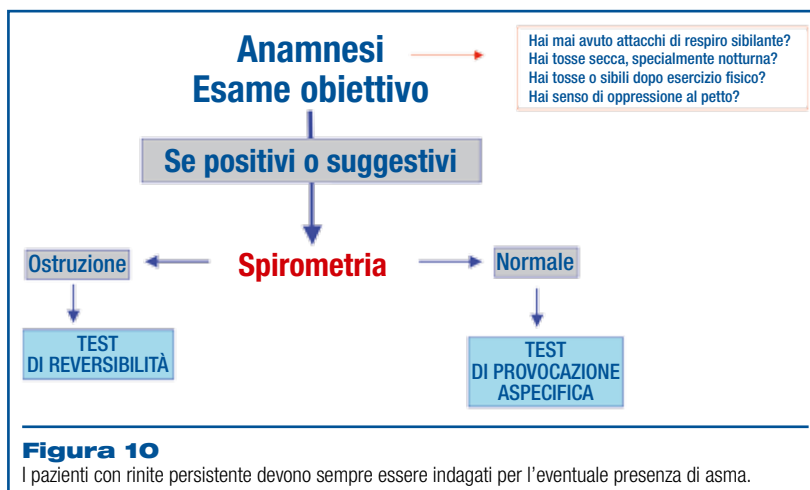 Anamnesi
Esame obiettivo
Hai mai avuto attacchi di respiro sibilante?
Hai tosse secca, specialmente notturna?
Hai tosse o sibili dopo esercizio fisico?
Hai senso di oppressione al petto?
Se positivi o suggestivi
Ostruzione
Spirometria
Normale
TEST
DI REVERSIBILITÀ
TEST
DI PROVOCAZIONE
ASPECIFICA
Figura 10
I pazienti con rinite persistente devono sempre essere indagati per l'eventuale presenza di asma.